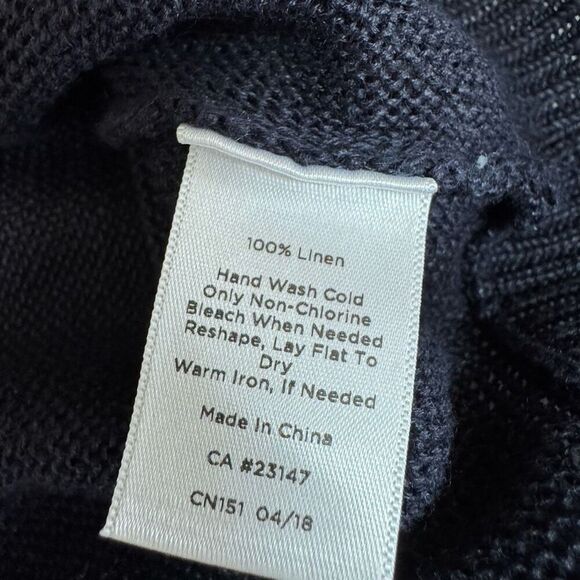 100% Linen
Hand Wash Cold
Only Non-Chlorine
Bleach When Needed
Reshape, Lay Flat To
Dry
Warm Iron, If Needed
Made In China
CA #23147
CN151 04/18